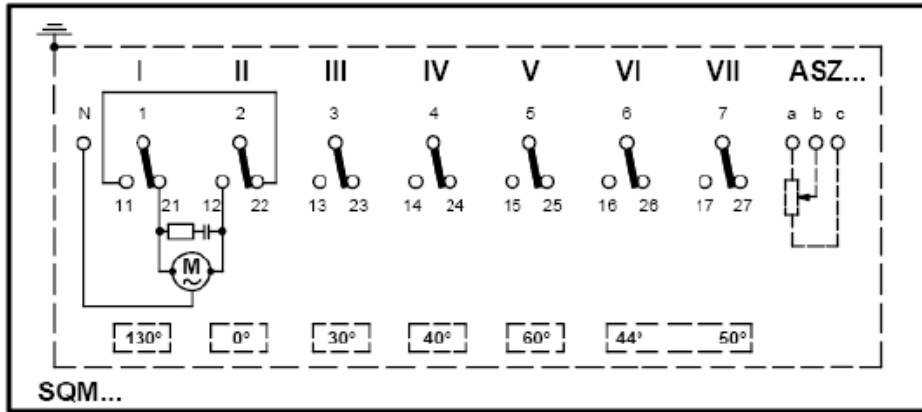 I II III IV V VI VII ASZ...
N 1 2 3 4 5 6 7 a b c
11 21 12 22 13 23 14 24 15 25 16 26 17 27
M
130° 0° 30° 40° 60° 44° 50°
SQM...